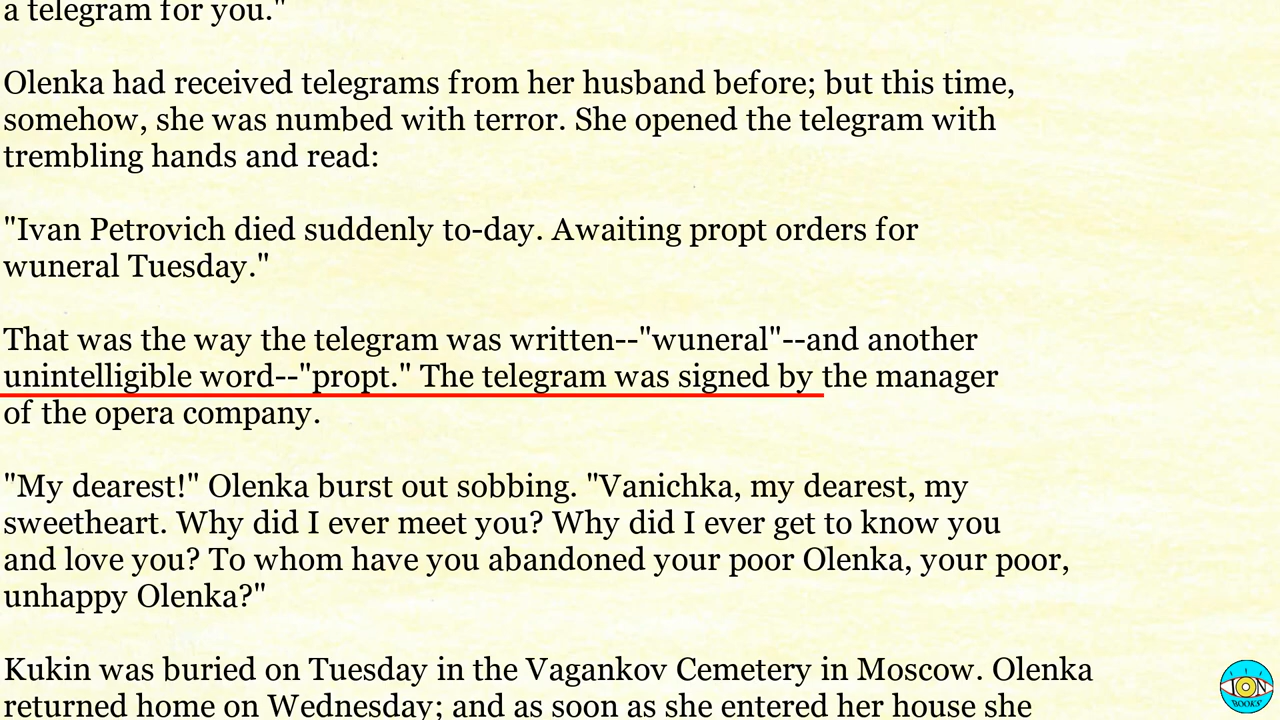 a telegram for you."
Olenka had received telegrams from her husband before; but this time,
somehow, she was numbed with terror. She opened the telegram with
trembling hands and read:
"Ivan Petrovich died suddenly to-day. Awaiting propt orders for
wuneral Tuesday."
That was the way the telegram was written--"wuneral"--and another
unintelligible word--"propt." The telegram was signed by the manager
of the opera company.
"My dearest!" Olenka burst out sobbing. "Vanichka, my dearest, my
sweetheart. Why did I ever meet you? Why did I ever get to know you
and love you? To whom have you abandoned your poor Olenka, your poor,
unhappy Olenka?"
Kukin was buried on Tuesday in the Vagankov Cemetery in Moscow. Olenka
returned home on Wednesday; and as soon as she entered her house she
ION
BOOKS